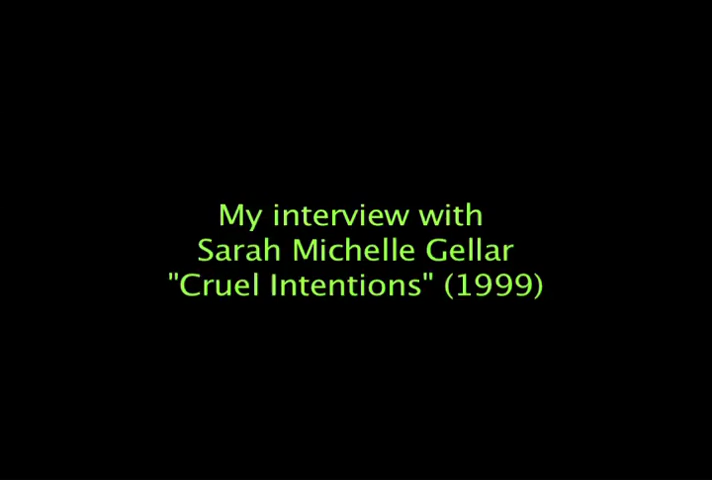 My interview with
Sarah Michelle Gellar
"Cruel Intentions" (1999)